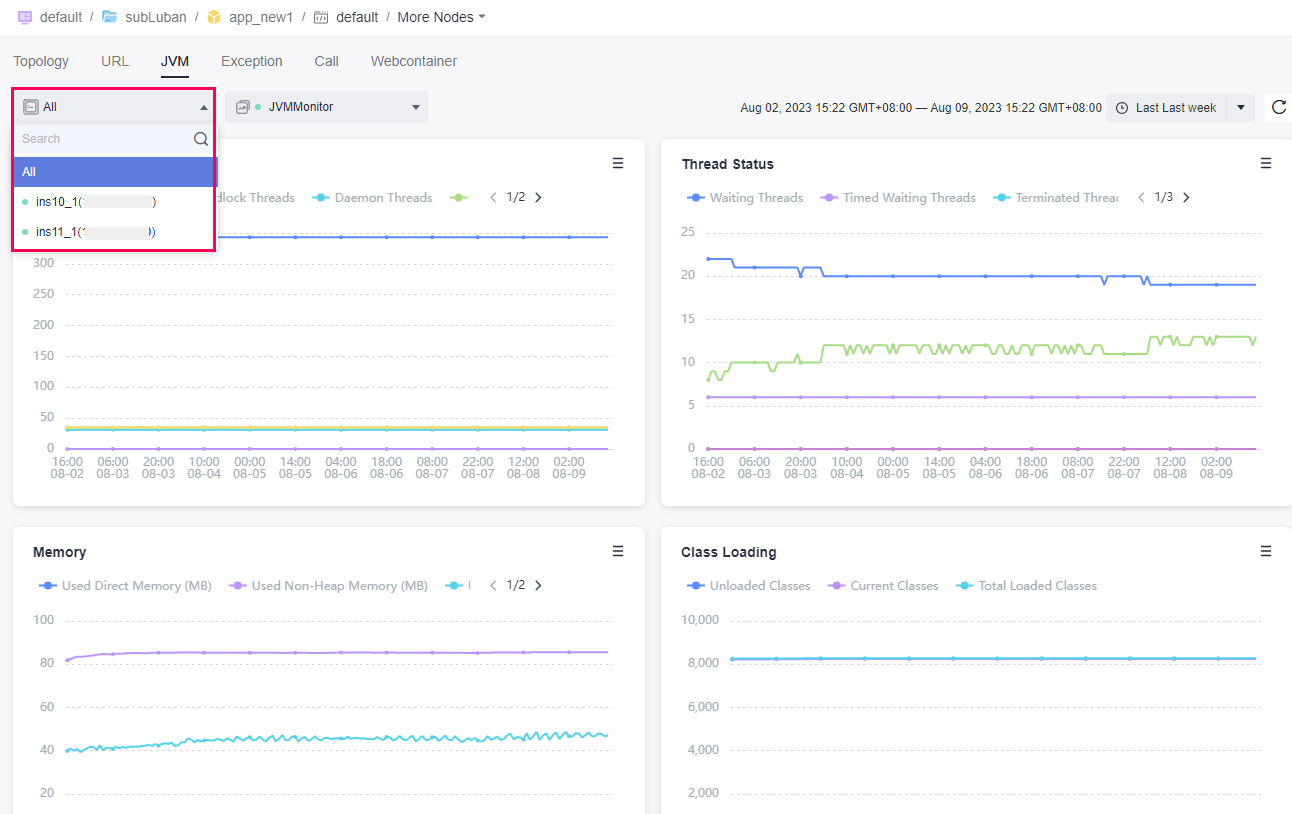 default / subLuban / app_new1 / default / More Nodes
Topology URL JVM Exception Call Webcontainer
All JVMMonitor Aug 02, 2023 15:22 GMT+08:00 — Aug 09, 2023 15:22 GMT+08:00 Last Last week
Search
All
ins10_1( )
ins11_1( )
lock Threads Daemon Threads 1/2
300
250
200
150
100
50
0
16:00 06:00 20:00 10:00 00:00 14:00 04:00 18:00 08:00 22:00 12:00 02:00
08-02 08-03 08-03 08-04 08-05 08-05 08-06 08-06 08-07 08-07 08-08 08-09
Thread Status
Waiting Threads Timed Waiting Threads Terminated Threa 1/3
25
20
15
10
5
0
16:00 06:00 20:00 10:00 00:00 14:00 04:00 18:00 08:00 22:00 12:00 02:00
08-02 08-03 08-03 08-04 08-05 08-05 08-06 08-06 08-07 08-07 08-08 08-09
Memory
Used Direct Memory (MB) Used Non-Heap Memory (MB) 1/2
100
80
60
40
20
Class Loading
Unloaded Classes Current Classes Total Loaded Classes
10,000
8,000
6,000
4,000
2,000